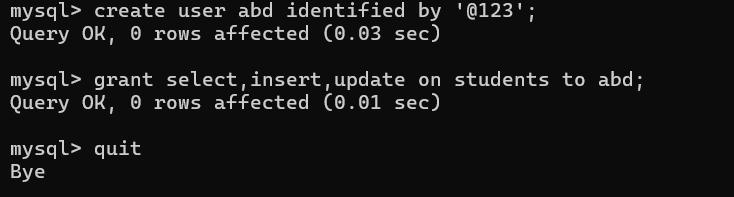 mysql> create user abd identified by '@123';
Query OK, 0 rows affected (0.03 sec)
mysql> grant select,insert,update on students to abd;
Query OK, 0 rows affected (0.01 sec)
mysql> quit
Bye